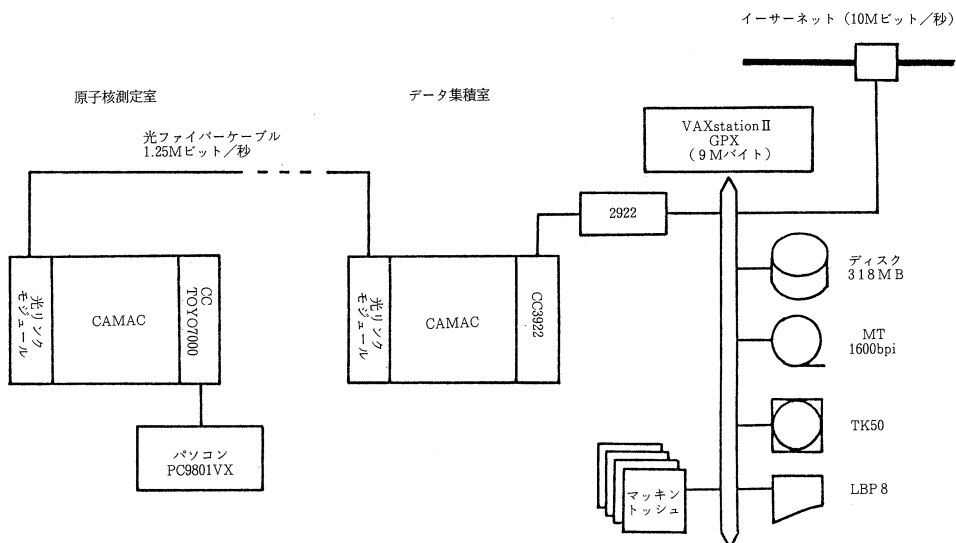 イーサーネット（10Mビット／秒）
原子核測定室
データ集積室
光ファイバーケーブル
1.25Mビット／秒
VAXstationⅡ
GPX
（９Mバイト）
2922
光リンク
モジュール
CAMAC
CC
TOYO7000
光リンク
モジュール
CAMAC
CC3922
ディスク
318MB
MT
1600bpi
TK50
LBP8
パソコン
PC9801VX
マッキン
トッシュ